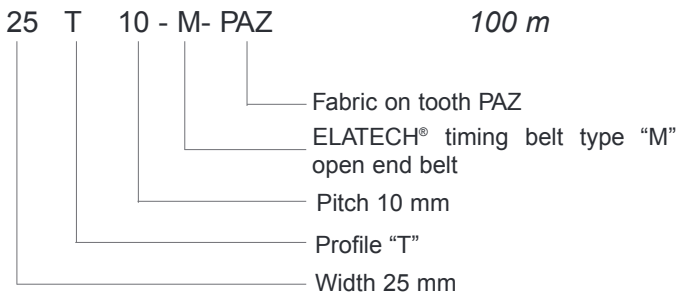 25 T 10 - M- PAZ 100 m
Fabric on tooth PAZ
ELATECH® timing belt type “M”
open end belt
Pitch 10 mm
Profile “T”
Width 25 mm